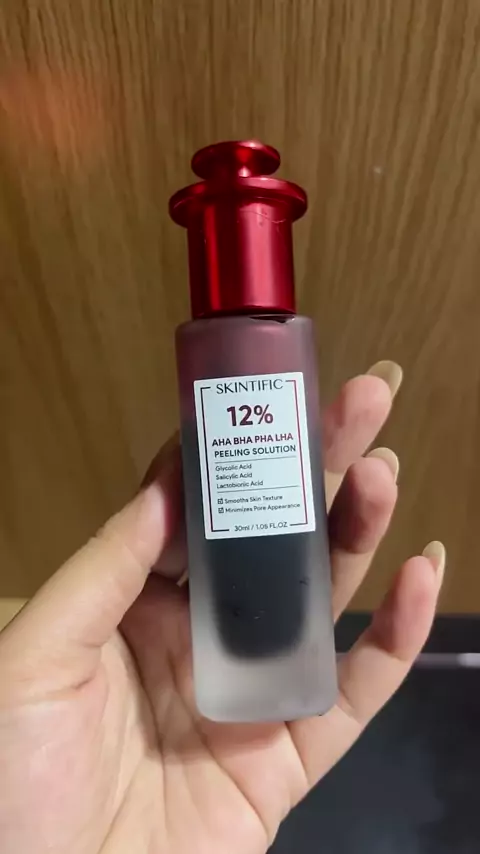 SKINTIFIC
12%
AHA BHA PHA LHA
PEELING SOLUTION
Glycolic Acid
Salicylic Acid
Lactobionic Acid
☑ Smooths Skin Texture
☑ Minimizes Pore Appearance
30ml / 1.05 FL.OZ